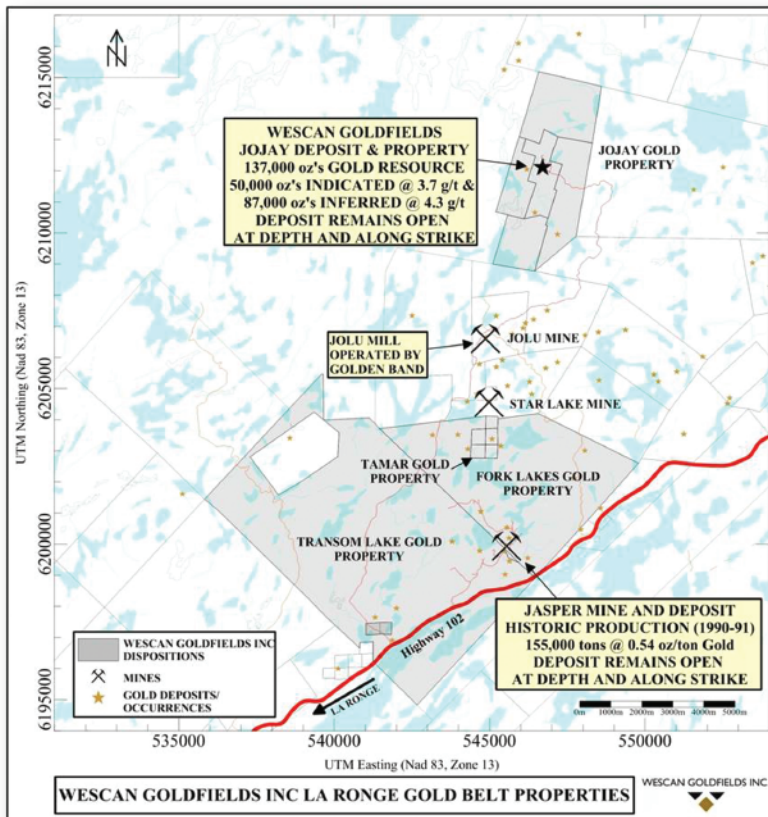 N
6215000
6210000
6205000
6200000
6195000
UTM Northing (Nad 83, Zone 13)
WESCAN GOLDFIELDS
JOJAY DEPOSIT & PROPERTY
137,000 oz's GOLD RESOURCE
50,000 oz's INDICATED @ 3.7 g/t &
87,000 oz's INFERRED @ 4.3 g/t
DEPOSIT REMAINS OPEN
AT DEPTH AND ALONG STRIKE
JOJAY GOLD
PROPERTY
JOLU MILL
OPERATED BY
GOLDEN BAND
JOLU MINE
STAR LAKE MINE
TAMAR GOLD
PROPERTY
FORK LAKES GOLD
PROPERTY
TRANSOM LAKE GOLD
PROPERTY
JASPER MINE AND DEPOSIT
HISTORIC PRODUCTION (1990-91)
155,000 tons @ 0.54 oz/ton Gold
DEPOSIT REMAINS OPEN
AT DEPTH AND ALONG STRIKE
Highway 102
LA RONGE
WESCAN GOLDFIELDS INC
DISPOSITIONS
MINES
GOLD DEPOSITS/
OCCURRENCES
0m 1000m 2000m 3000m 4000m 5000m
535000 540000 545000 550000
UTM Easting (Nad 83, Zone 13)
WESCAN GOLDFIELDS INC LA RONGE GOLD BELT PROPERTIES
WESCAN GOLDFIELDS INC